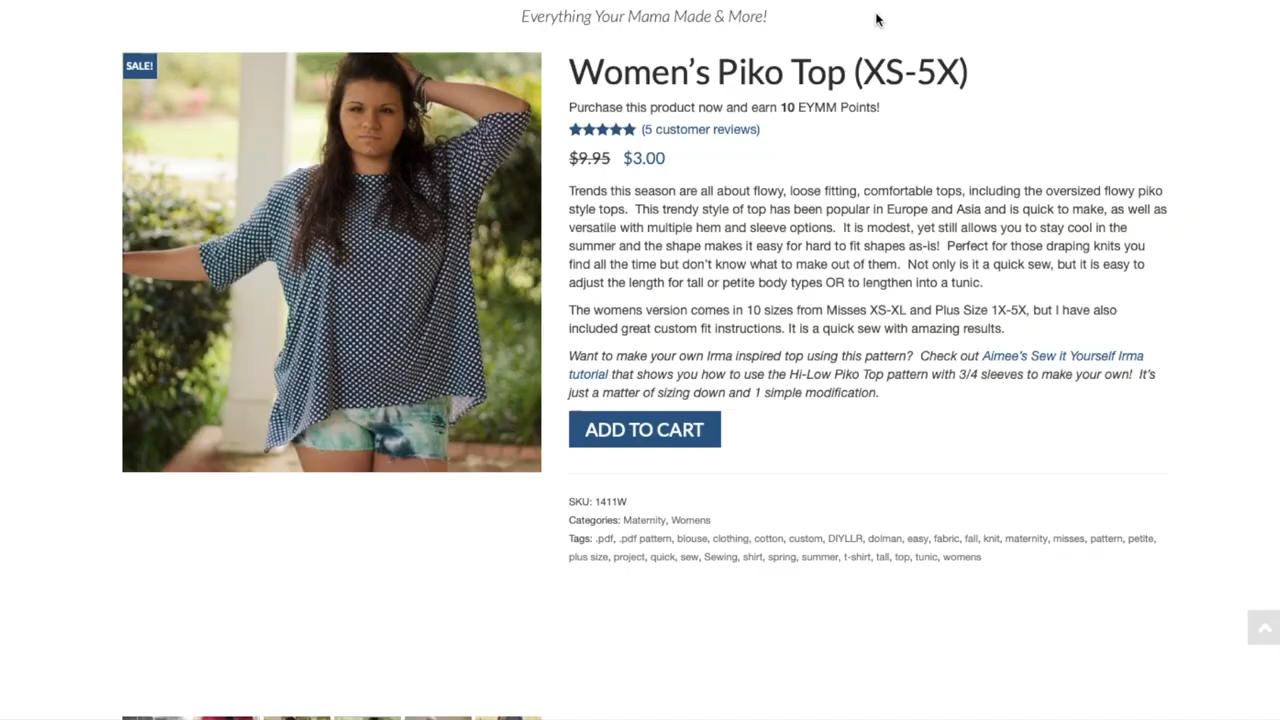 Everything Your Mama Made & More!
SALE!
Women's Piko Top (XS-5X)
Purchase this product now and earn 10 EYMM Points!
(5 customer reviews)
$9.95 $3.00
Trends this season are all about flowy, loose fitting, comfortable tops, including the oversized flowy piko
style tops. This trendy style of top has been popular in Europe and Asia and is quick to make, as well as
versatile with multiple hem and sleeve options. It is modest, yet still allows you to stay cool in the
summer and the shape makes it easy for hard to fit shapes as-is! Perfect for those draping knits you
find all the time but don't know what to make out of them. Not only is it a quick sew, but it is easy to
adjust the length for tall or petite body types OR to lengthen into a tunic.
The womens version comes in 10 sizes from Misses XS-XL and Plus Size 1X-5X, but I have also
included great custom fit instructions. It is a quick sew with amazing results.
Want to make your own Irma inspired top using this pattern? Check out Aimee's Sew it Yourself Irma
tutorial that shows you how to use the Hi-Low Piko Top pattern with 3/4 sleeves to make your own! It's
just a matter of sizing down and 1 simple modification.
ADD TO CART
SKU: 1411W
Categories: Maternity, Womens
Tags: .pdf, .pdf pattern, blouse, clothing, cotton, custom, DIYLLR, dolman, easy, fabric, fall, knit, maternity, misses, pattern, petite,
plus size, project, quick, sew, Sewing, shirt, spring, summer, t-shirt, tall, top, tunic, womens